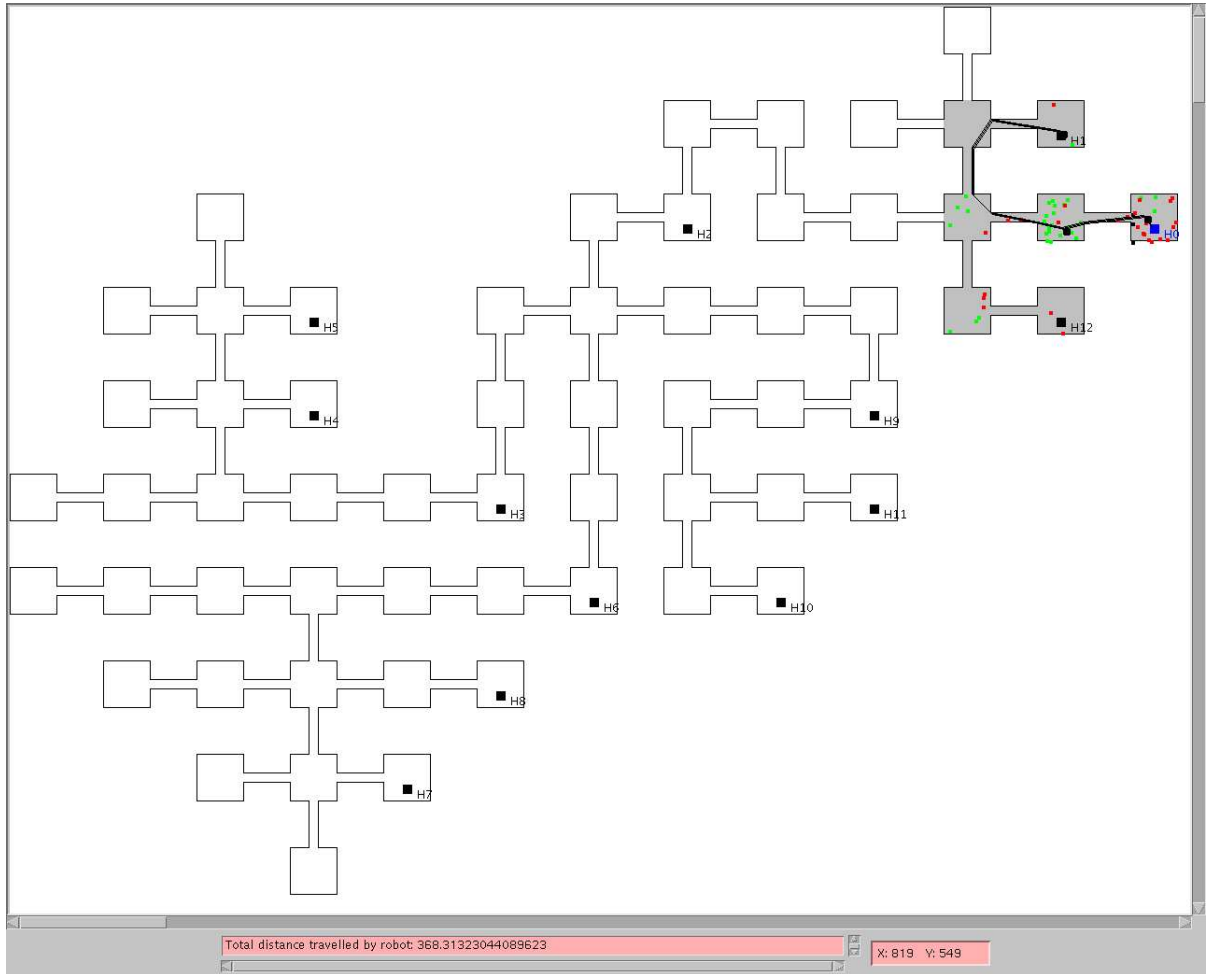 H1
H2
H0
H5
H12
H4
H9
H3
H11
H6
H10
H8
H7
Total distance travelled by robot: 368.31323044089623
X: 819 Y: 549